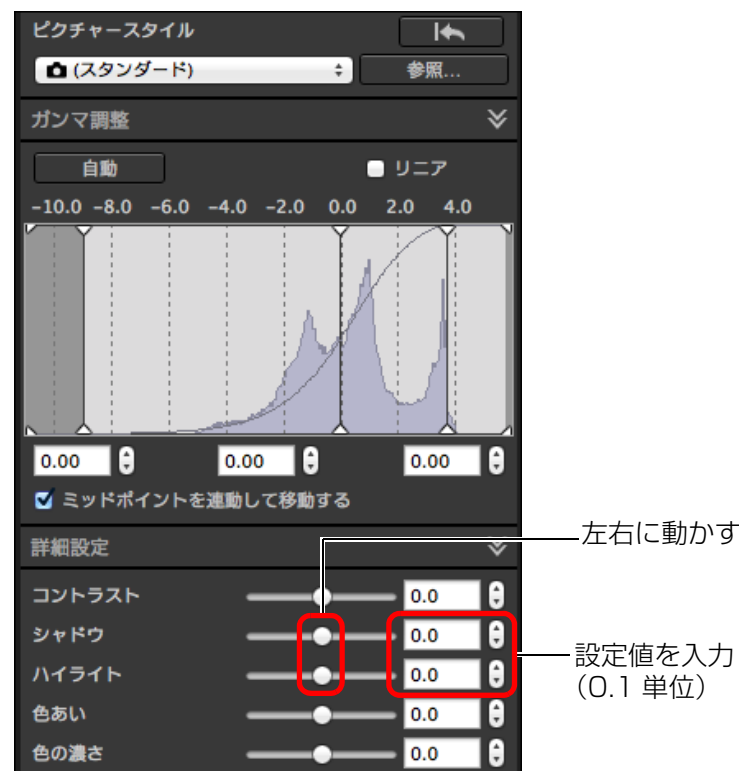 ピクチャースタイル
(スタンダード)
参照...
ガンマ調整
自動
リニア
-10.0 -8.0 -6.0 -4.0 -2.0 0.0 2.0 4.0
0.00 0.00 0.00
ミッドポイントを連動して移動する
詳細設定
左右に動かす
コントラスト 0.0
シャドウ 0.0
ハイライト 0.0
設定値を入力
（0.1 単位）
色あい 0.0
色の濃さ 0.0